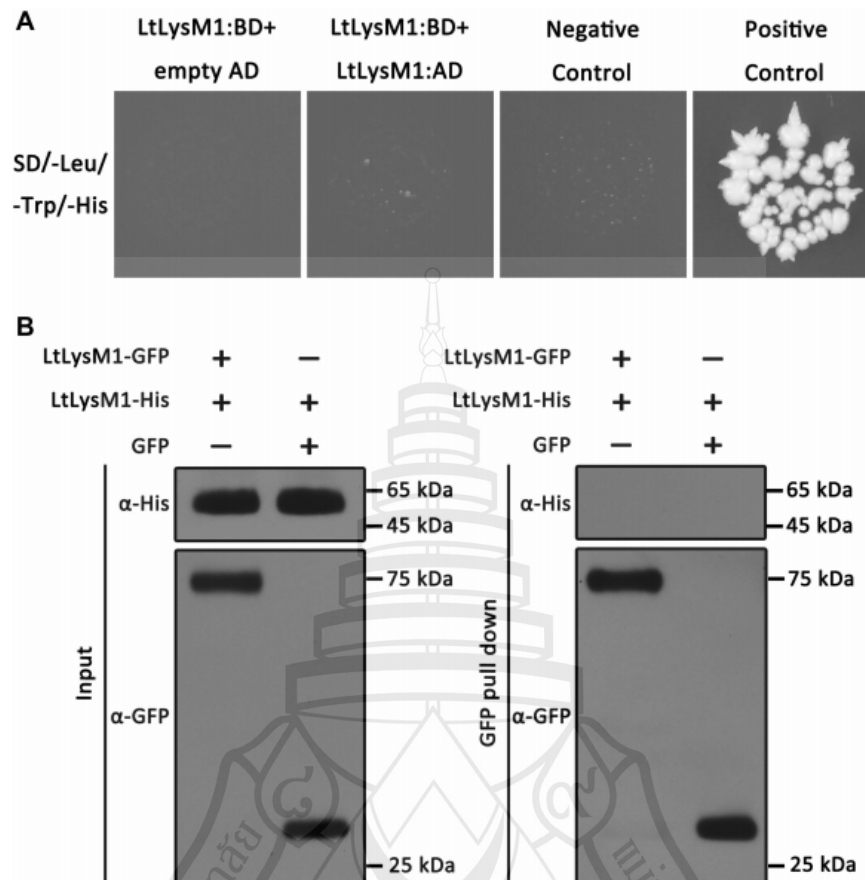 A
LtLysM1:BD+ empty AD
LtLysM1:BD+ LtLysM1:AD
Negative Control
Positive Control
SD/-Leu/
-Trp/-His
B
LtLysM1-GFP + −
LtLysM1-His + +
GFP − +
Input
α-His
65 kDa
45 kDa
α-GFP
75 kDa
25 kDa
LtLysM1-GFP + −
LtLysM1-His + +
GFP − +
GFP pull down
α-His
65 kDa
45 kDa
α-GFP
75 kDa
25 kDa